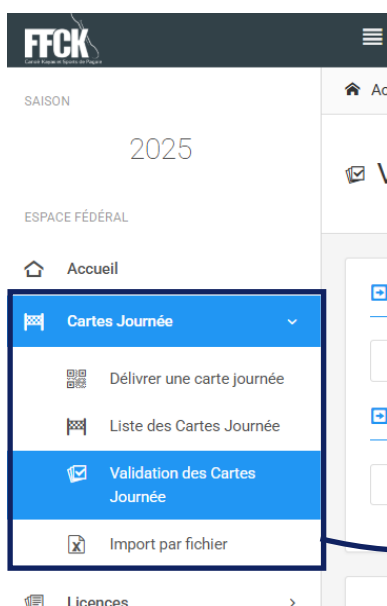 FFCK
SAISON
2025
ESPACE FÉDÉRAL
Accueil
Cartes Journée
Délivrer une carte journée
Liste des Cartes Journée
Validation des Cartes
Journée
Import par fichier
Licences
Ac
V